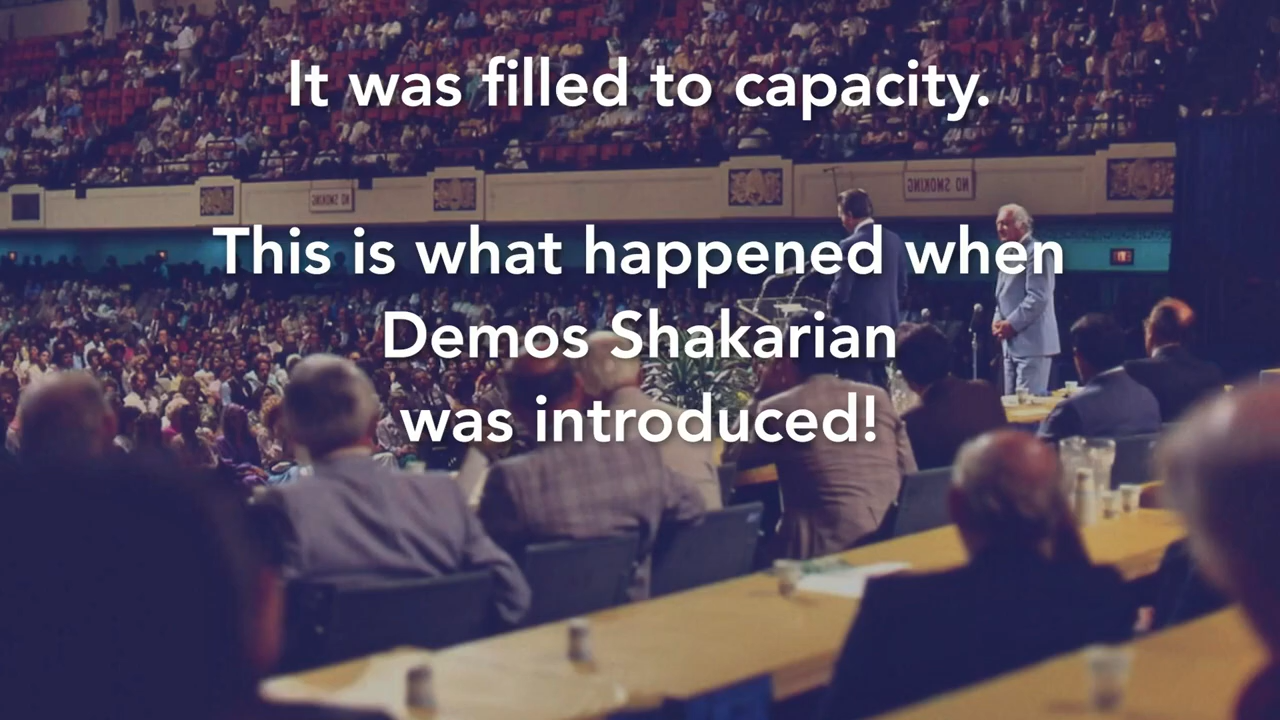 It was filled to capacity.
NO SMOKING
NO SMOKING
This is what happened when
Demos Shakarian
was introduced!